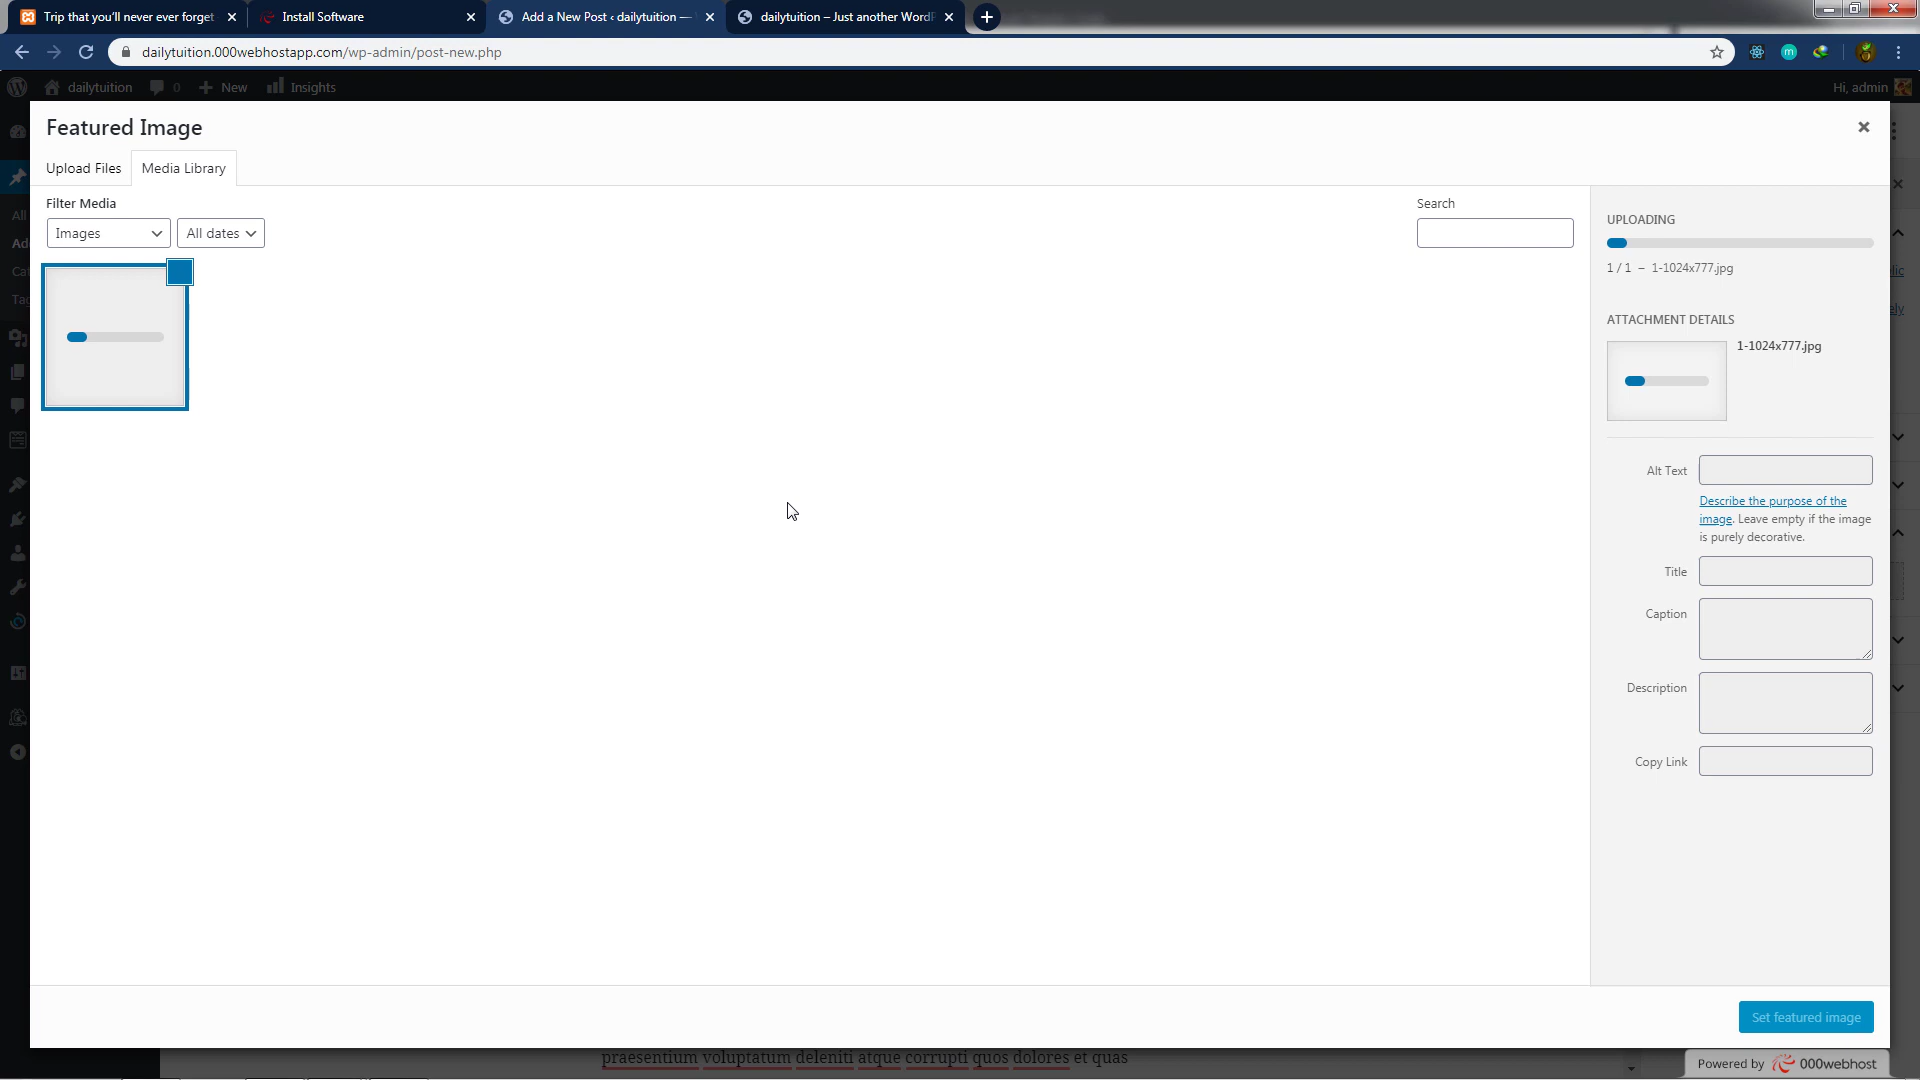 Trip that you'll never ever forget
Install Software
Add a New Post ‹ dailytuition —
dailytuition – Just another WordP
dailytuition.000webhostapp.com/wp-admin/post-new.php
dailytuition
0
New
Insights
Hi, admin
Featured Image
Upload Files
Media Library
Filter Media
Images
All dates
Search
UPLOADING
1 / 1 – 1-1024x777.jpg
ATTACHMENT DETAILS
1-1024x777.jpg
Alt Text
Describe the purpose of the
image. Leave empty if the image
is purely decorative.
Title
Caption
Description
Copy Link
Set featured image
All
Ca
praesentium voluptatum deleniti atque corrupti quos dolores et quas
Powered by 000webhost